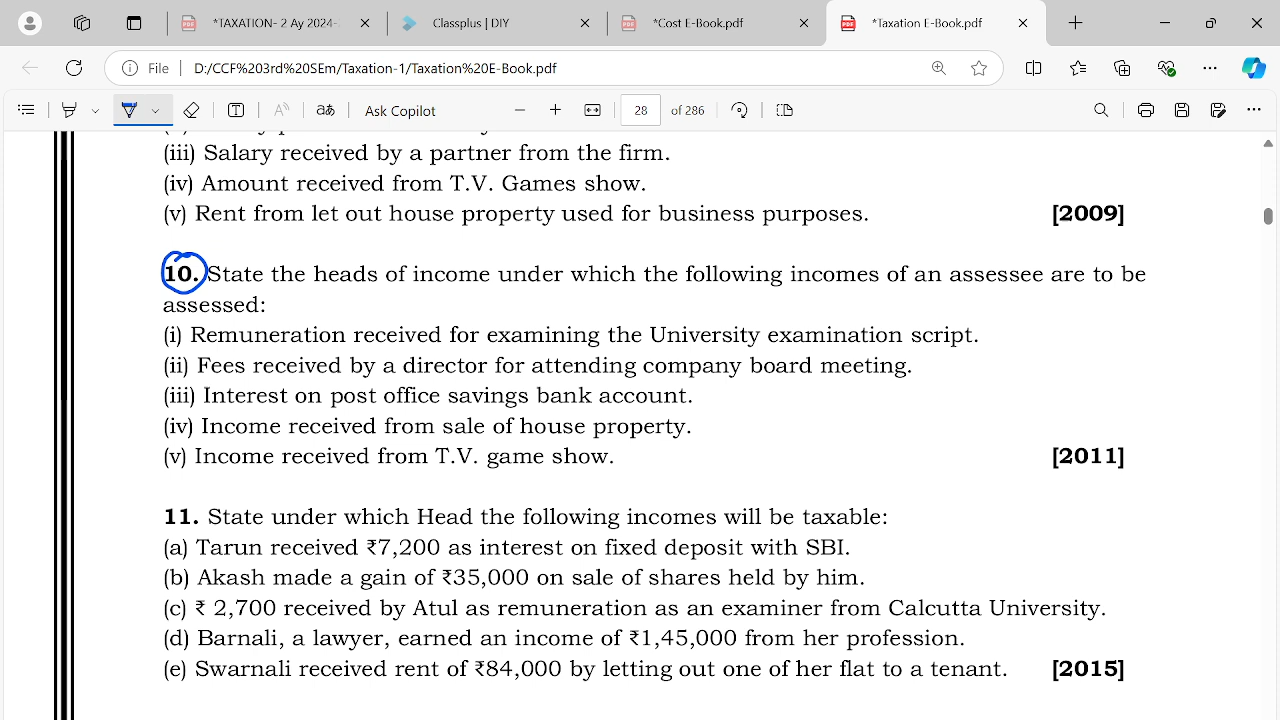 *TAXATION- 2 Ay 2024-
Classplus | DIY
*Cost E-Book.pdf
*Taxation E-Book.pdf
File
D:/CCF%203rd%20SEm/Taxation-1/Taxation%20E-Book.pdf
Ask Copilot
28 of 286
(iii) Salary received by a partner from the firm.
(iv) Amount received from T.V. Games show.
(v) Rent from let out house property used for business purposes. [2009]
10. State the heads of income under which the following incomes of an assessee are to be
assessed:
(i) Remuneration received for examining the University examination script.
(ii) Fees received by a director for attending company board meeting.
(iii) Interest on post office savings bank account.
(iv) Income received from sale of house property.
(v) Income received from T.V. game show. [2011]
11. State under which Head the following incomes will be taxable:
(a) Tarun received ₹7,200 as interest on fixed deposit with SBI.
(b) Akash made a gain of ₹35,000 on sale of shares held by him.
(c) ₹ 2,700 received by Atul as remuneration as an examiner from Calcutta University.
(d) Barnali, a lawyer, earned an income of ₹1,45,000 from her profession.
(e) Swarnali received rent of ₹84,000 by letting out one of her flat to a tenant. [2015]